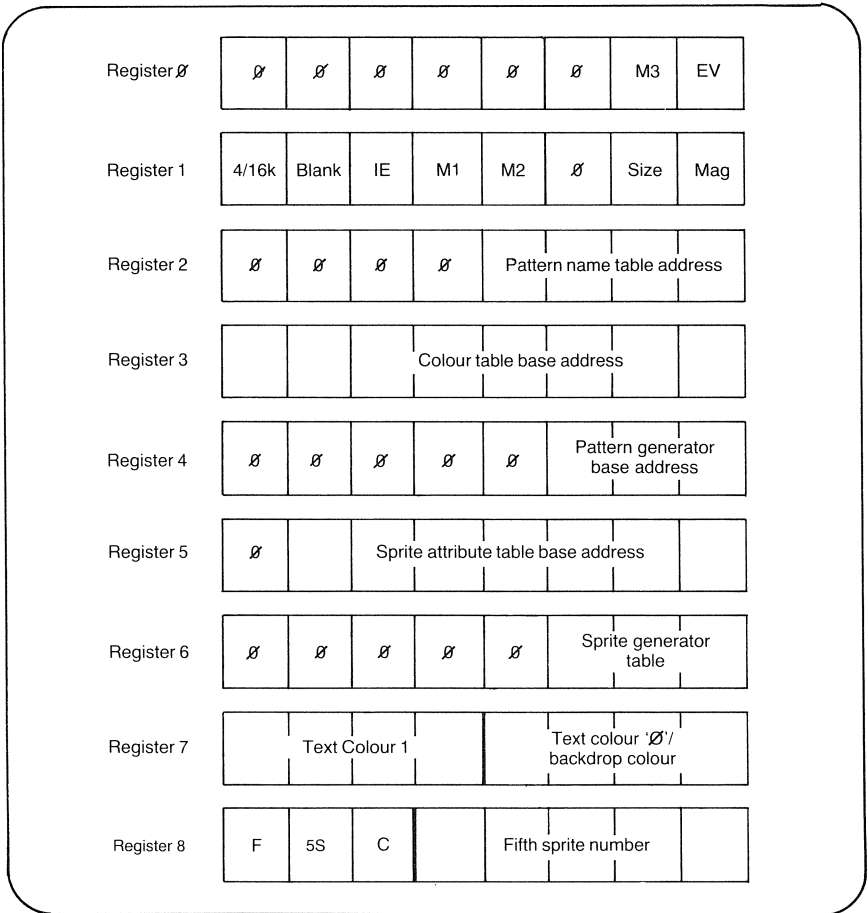 Register Ø Ø Ø Ø Ø Ø Ø M3 EV
Register 1 4/16k Blank IE M1 M2 Ø Size Mag
Register 2 Ø Ø Ø Ø Pattern name table address
Register 3 Colour table base address
Register 4 Ø Ø Ø Ø Ø Pattern generator
base address
Register 5 Ø Sprite attribute table base address
Register 6 Ø Ø Ø Ø Ø Sprite generator
table
Register 7 Text Colour 1 Text colour ‘Ø’/
backdrop colour
Register 8 F 5S C Fifth sprite number